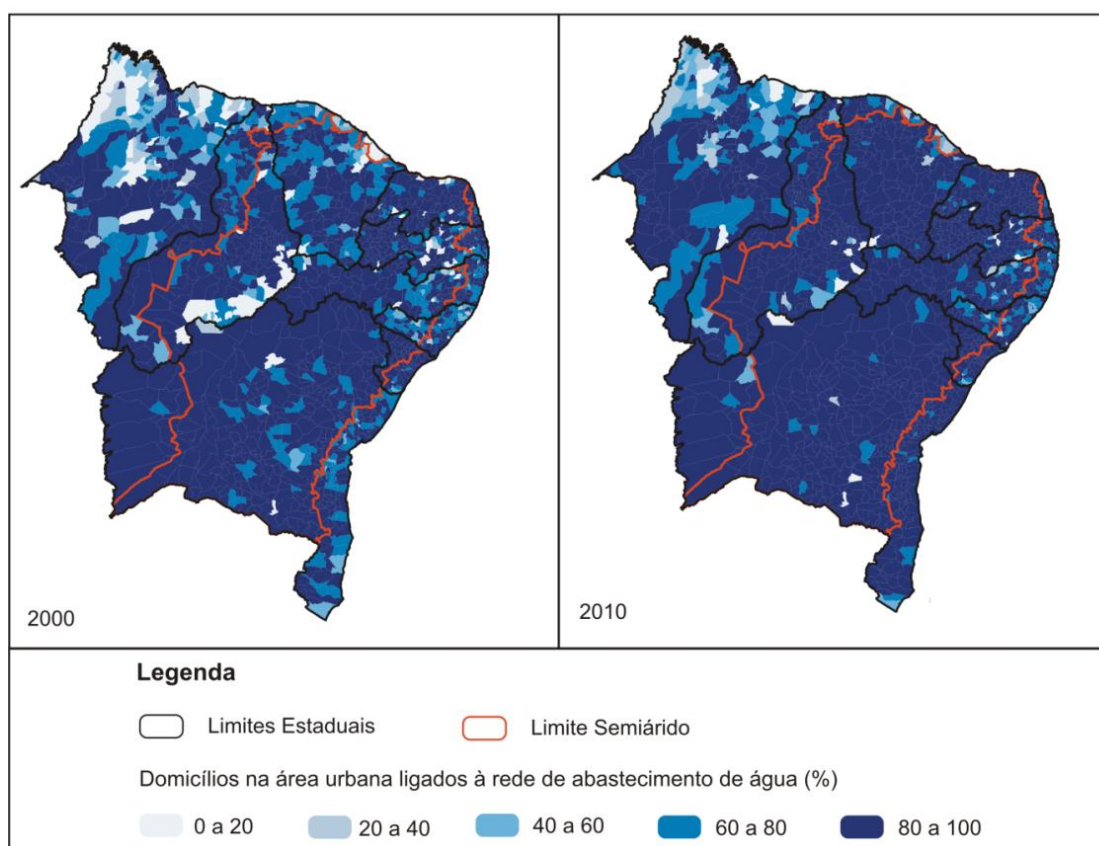 2000
2010
Legenda
Limites Estaduais
Limite Semiárido
Domicílios na área urbana ligados à rede de abastecimento de água (%)
0 a 20
20 a 40
40 a 60
60 a 80
80 a 100